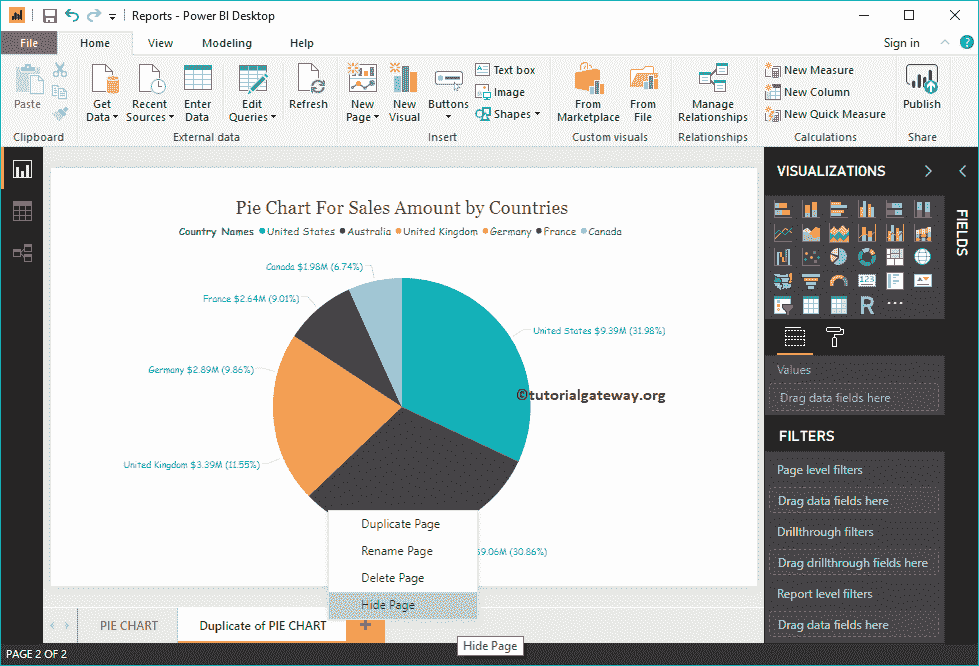 Reports - Power BI Desktop
File Home View Modeling Help Sign in
Paste
Get Data
Recent Sources
Enter Data
Edit Queries
Refresh
New Page
New Visual
Buttons
Text box
Image
Shapes
From Marketplace
From File
Manage Relationships
New Measure
New Column
New Quick Measure
Publish
Clipboard External data Insert Custom visuals Relationships Calculations Share
Pie Chart For Sales Amount by Countries
Country Names United States Australia United Kingdom Germany France Canada
Canada $1.98M (6.74%)
France $2.64M (9.01%)
United States $9.39M (31.98%)
Germany $2.89M (9.86%)
©tutorialgateway.org
United Kingdom $3.39M (11.55%)
$9.06M (30.86%)
Duplicate Page
Rename Page
Delete Page
Hide Page
PIE CHART Duplicate of PIE CHART +
Hide Page
PAGE 2 OF 2
VISUALIZATIONS
FIELDS
123
R
Values
Drag data fields here
FILTERS
Page level filters
Drag data fields here
Drillthrough filters
Drag drillthrough fields here
Report level filters
Drag data fields here